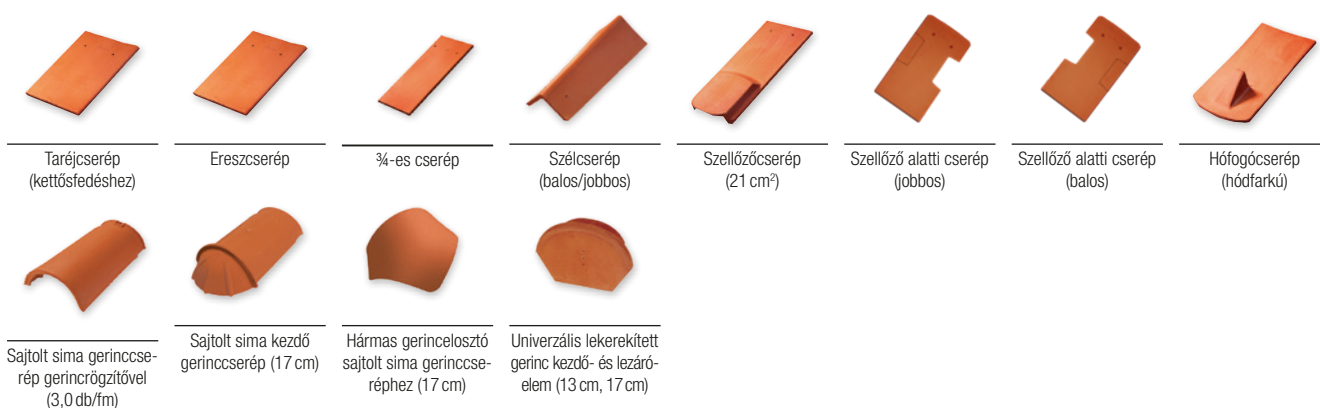 Taréjcserép
(kettősfedéshez)
Ereszcserép
¾-es cserép
Szélcserép
(balos/jobbos)
Szellőzőcserép
(21 cm²)
Szellőző alatti cserép
(jobbos)
Szellőző alatti cserép
(balos)
Hófogócserép
(hódfarkú)
Sajtolt sima gerinccse-
rép gerincrögzítővel
(3,0 db/fm)
Sajtolt sima kezdő
gerinccserép (17 cm)
Hármas gerincelosztó
sajtolt sima gerinccse-
réphez (17 cm)
Univerzális lekerekített
gerinc kezdő- és lezáró-
elem (13 cm, 17 cm)